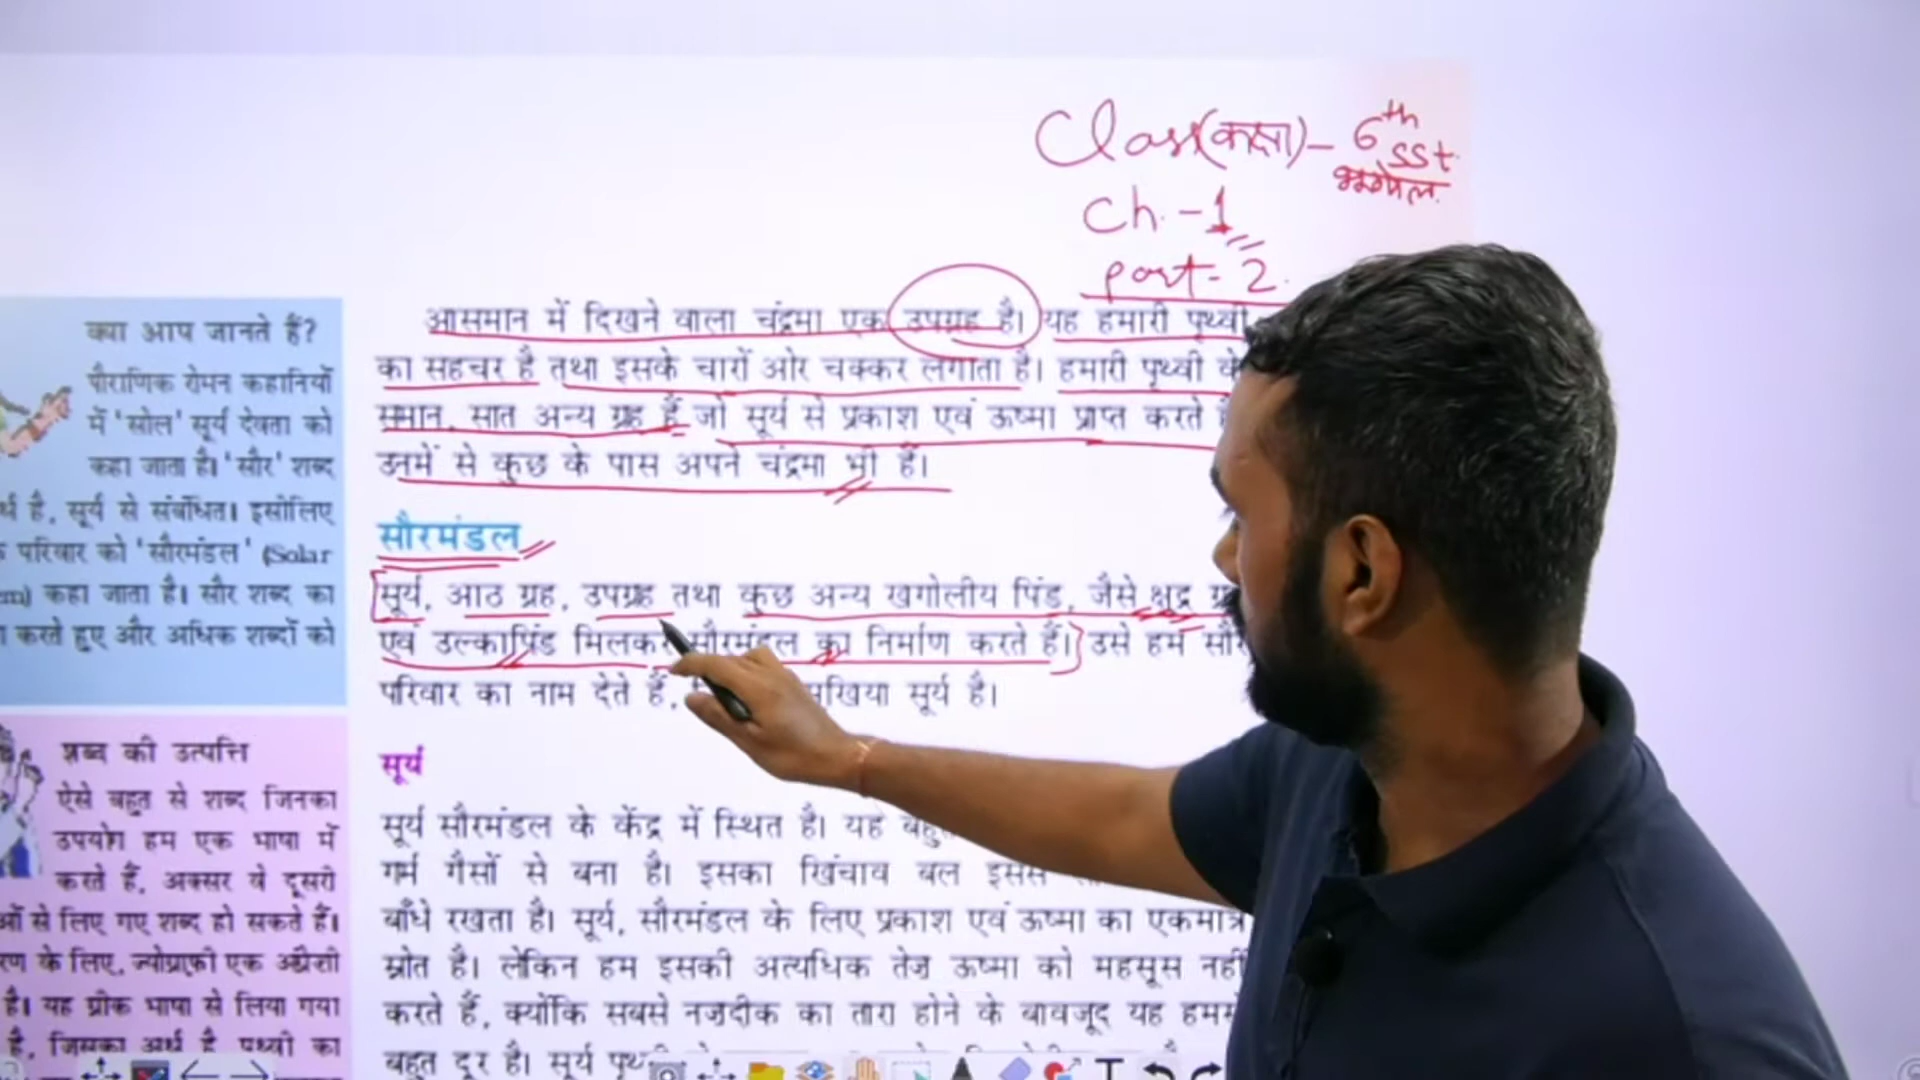 Class(कक्षा)- 6th SSt.
भूगोल.
Ch.-1
part-2.
आसमान में दिखने वाला चंद्रमा एक उपग्रह है। यह हमारी पृथ्वी
का सहचर है तथा इसके चारों ओर चक्कर लगाता है। हमारी पृथ्वी के
समान, सात अन्य ग्रह हैं जो सूर्य से प्रकाश एवं ऊष्मा प्राप्त करते
उनमें से कुछ के पास अपने चंद्रमा भी हैं।
सौरमंडल
सूर्य, आठ ग्रह, उपग्रह तथा कुछ अन्य खगोलीय पिंड, जैसे क्षुद्र
एवं उल्कापिंड मिलकर सौरमंडल का निर्माण करते हैं। उसे हम
परिवार का नाम देते हैं, सूर्य है।
सूर्य
सूर्य सौरमंडल के केंद्र में स्थित है। यह
गर्म गैसों से बना है। इसका खिंचाव बल
बाँधे रखता है। सूर्य, सौरमंडल के लिए प्रकाश एवं ऊष्मा का एकमात्र
स्रोत है। लेकिन हम इसकी अत्यधिक तेज़ ऊष्मा को महसूस नहीं
करते हैं, क्योंकि सबसे नज़दीक का तारा होने के बावजूद यह
बहुत दूर है। सूर्य
क्या आप जानते हैं?
पौराणिक रोमन कहानियों
में 'सोल' सूर्य देवता को
कहा जाता है। 'सौर' शब्द
है, सूर्य से संबंधित। इसीलिए
परिवार को 'सौरमंडल' (Solar
कहा जाता है। सौर शब्द का
करते हुए और अधिक शब्दों को
शब्द की उत्पत्ति
ऐसे बहुत से शब्द जिनका
उपयोग हम एक भाषा में
करते हैं, अक्सर वे दूसरी
से लिए गए शब्द हो सकते हैं।
के लिए, ज्योग्राफ़ी एक अंग्रेज़ी
है। यह ग्रीक भाषा से लिया गया
है, जिसका अर्थ है पृथ्वी का